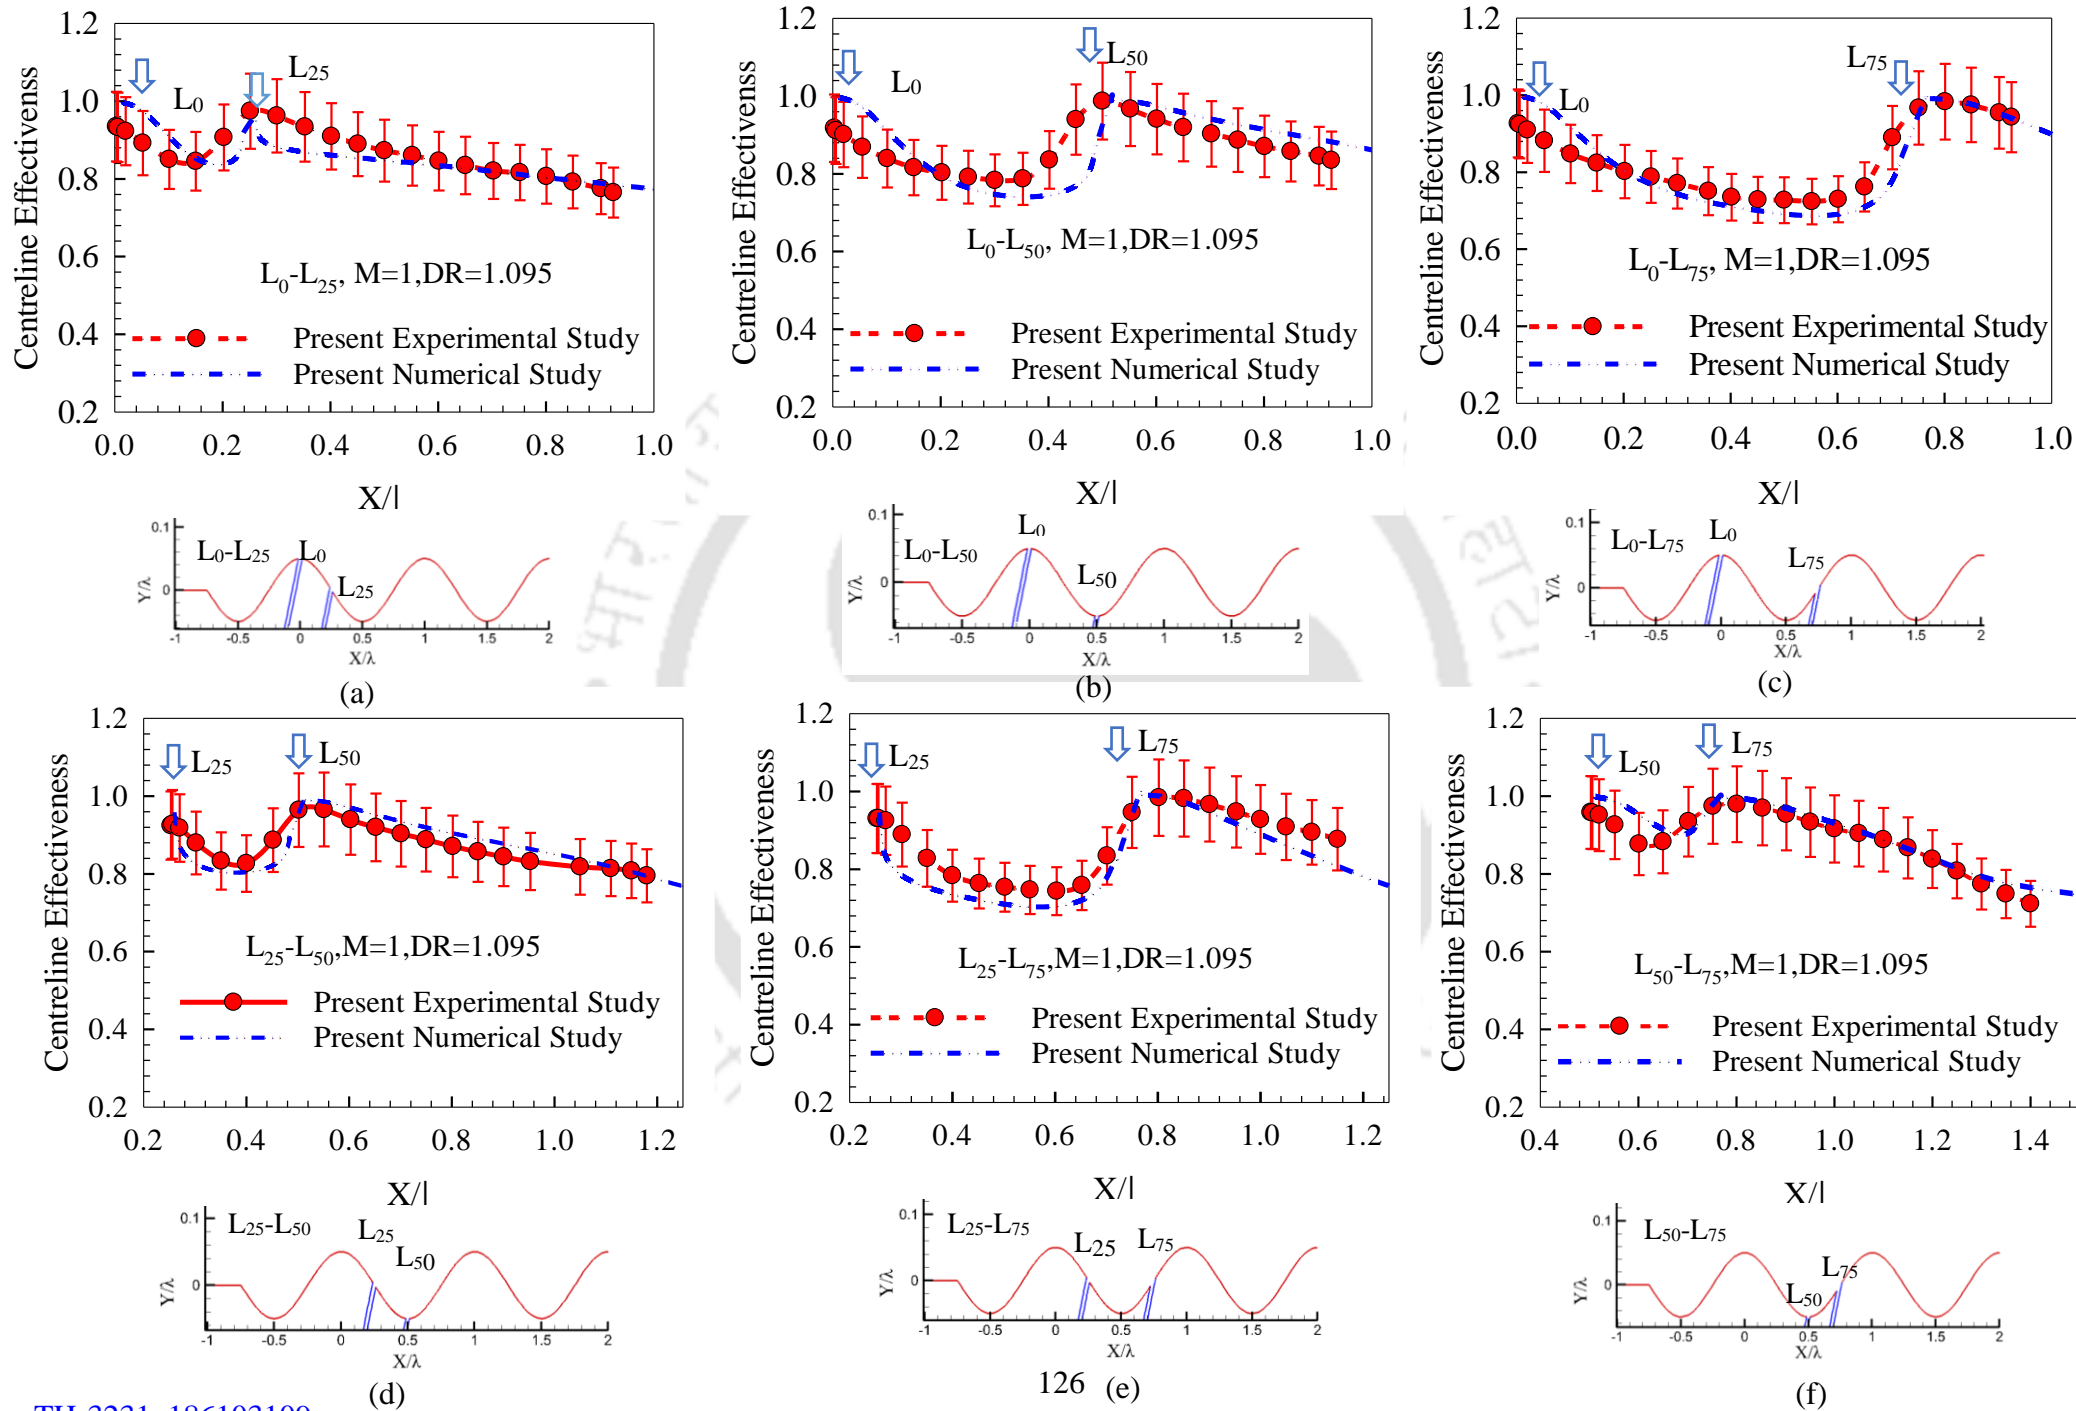 1.2
1.0
0.8
0.6
0.4
0.2
Centreline Effectivenss
L0
L25
L0-L25, M=1,DR=1.095
Present Experimental Study
Present Numerical Study
0.0 0.2 0.4 0.6 0.8 1.0
X/l
0.1
0
Y/λ
L0-L25
L0
L25
-1 -0.5 0 0.5 1 1.5 2
X/λ
(a)
1.2
1.0
0.8
0.6
0.4
0.2
Centreline Effectiveness
L0
L50
L0-L50, M=1,DR=1.095
Present Experimental Study
Present Numerical Study
0.0 0.2 0.4 0.6 0.8 1.0
X/l
0.1
0
Y/λ
L0-L50
L0
L50
-1 -0.5 0 0.5 1 1.5 2
X/λ
(b)
1.2
1.0
0.8
0.6
0.4
0.2
Centreline Effectiveness
L0
L75
L0-L75, M=1,DR=1.095
Present Experimental Study
Present Numerical Study
0.0 0.2 0.4 0.6 0.8 1.0
X/l
0.1
0
Y/λ
L0-L75
L0
L75
-1 -0.5 0 0.5 1 1.5 2
X/λ
(c)
1.2
1.0
0.8
0.6
0.4
0.2
Centreline Effectiveness
L25
L50
L25-L50,M=1,DR=1.095
Present Experimental Study
Present Numerical Study
0.2 0.4 0.6 0.8 1.0 1.2
X/l
0.1
0
Y/λ
L25-L50
L25
L50
-1 -0.5 0 0.5 1 1.5 2
X/λ
(d)
1.2
1.0
0.8
0.6
0.4
0.2
Centreline Effectiveness
L25
L75
L25-L75,M=1,DR=1.095
Present Experimental Study
Present Numerical Study
0.2 0.4 0.6 0.8 1.0 1.2
X/l
0.1
0
Y/λ
L25-L75
L25
L75
-1 -0.5 0 0.5 1 1.5 2
X/λ
126 (e)
1.2
1.0
0.8
0.6
0.4
0.2
Centreline Effectiveness
L50
L75
L50-L75,M=1,DR=1.095
Present Experimental Study
Present Numerical Study
0.4 0.6 0.8 1.0 1.2 1.4
X/l
0.1
0
Y/λ
L50-L75
L50
L75
-1 -0.5 0 0.5 1 1.5 2
X/λ
(f)